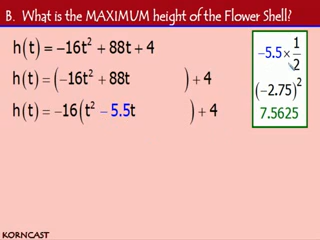 B. What is the MAXIMUM height of the Flower Shell?
h(t) = −16t² + 88t + 4
h(t) = (−16t² + 88t ) + 4
h(t) = −16(t² − 5.5t ) + 4
−5.5 × 1/2
(−2.75)²
7.5625
KORNCAST